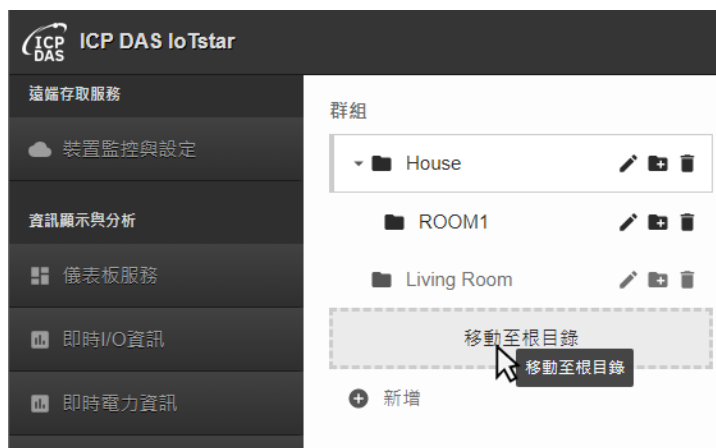 ICP DAS
ICP DAS IoTstar
遠端存取服務
裝置監控與設定
資訊顯示與分析
儀表板服務
即時I/O資訊
即時電力資訊
群組
House
ROOM1
Living Room
移動至根目錄
移動至根目錄
新增